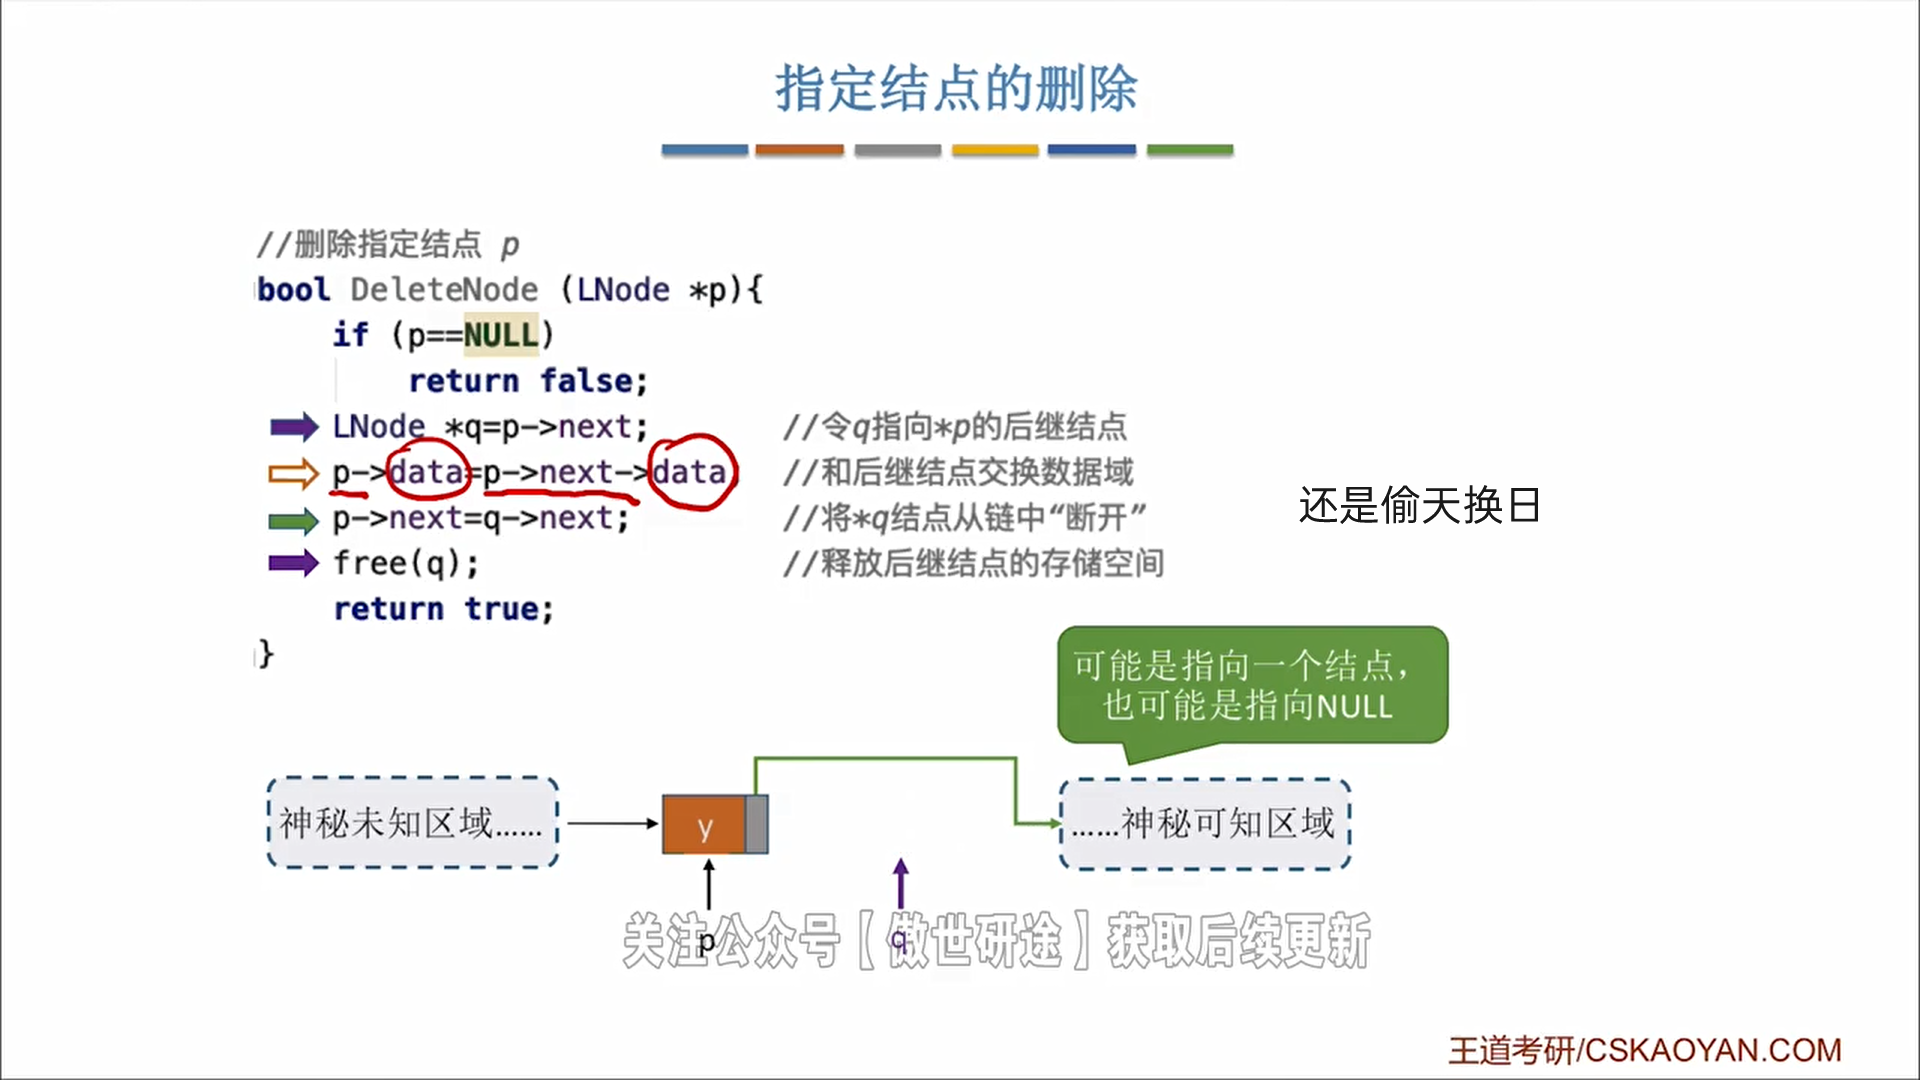 指定结点的删除
//删除指定结点 p
bool DeleteNode (LNode *p){
if (p==NULL)
return false;
LNode *q=p->next; //令q指向*p的后继结点
p->data=p->next->data //和后继结点交换数据域
p->next=q->next; //将*q结点从链中“断开”
free(q); //释放后继结点的存储空间
return true;
}
还是偷天换日
可能是指向一个结点，
也可能是指向NULL
神秘未知区域…… y ……神秘可知区域
p q
关注公众号【傲世研途】获取后续更新
王道考研/CSKAOYAN.COM